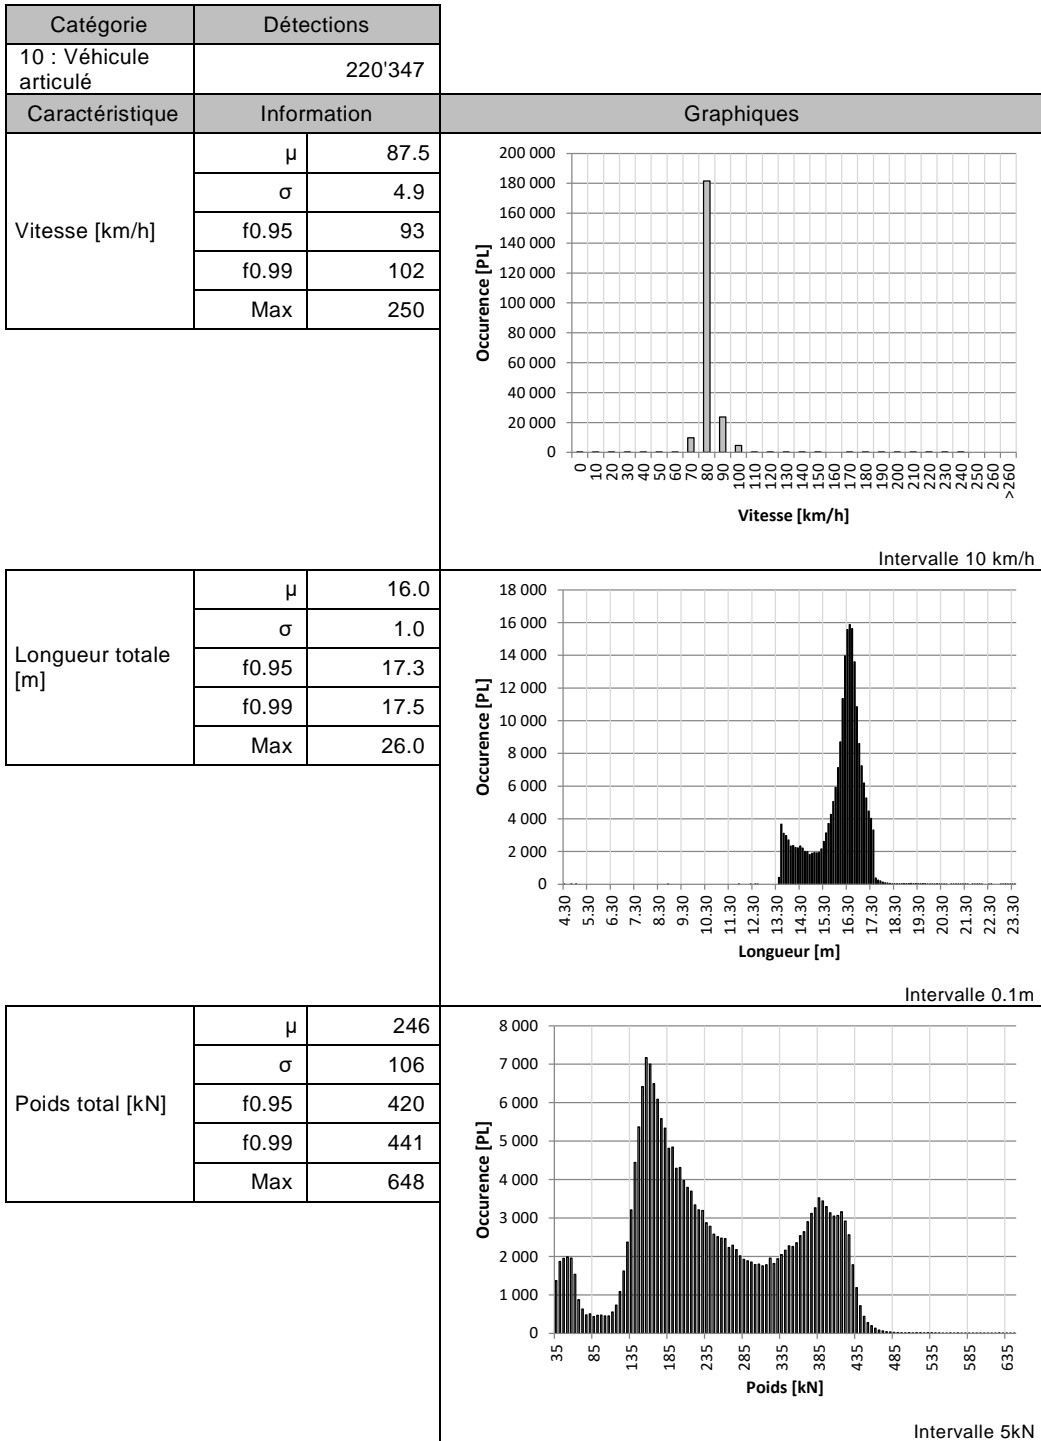 Catégorie Détections
10 : Véhicule
articulé
220'347
Caractéristique Information Graphiques
Vitesse [km/h]
μ 87.5
σ 4.9
f0.95 93
f0.99 102
Max 250
200 000
180 000
160 000
140 000
120 000
100 000
80 000
60 000
40 000
20 000
0
Occurence [PL]
0 10 20 30 40 50 60 70 80 90 100 110 120 130 140 150 160 170 180 190 200 210 220 230 240 250 260 >260
Vitesse [km/h]
Intervalle 10 km/h
Longueur totale
[m]
μ 16.0
σ 1.0
f0.95 17.3
f0.99 17.5
Max 26.0
18 000
16 000
14 000
12 000
10 000
8 000
6 000
4 000
2 000
0
Occurence [PL]
4.30 5.30 6.30 7.30 8.30 9.30 10.30 11.30 12.30 13.30 14.30 15.30 16.30 17.30 18.30 19.30 20.30 21.30 22.30 23.30
Longueur [m]
Intervalle 0.1m
Poids total [kN]
μ 246
σ 106
f0.95 420
f0.99 441
Max 648
8 000
7 000
6 000
5 000
4 000
3 000
2 000
1 000
0
Occurence [PL]
35 85 135 185 235 285 335 385 435 485 535 585 635
Poids [kN]
Intervalle 5kN